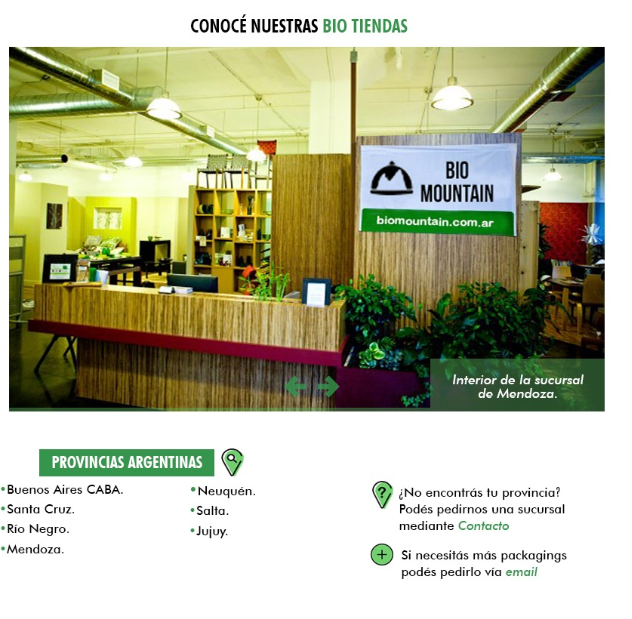 CONOCÉ NUESTRAS BIO TIENDAS
BIO
MOUNTAIN
biomountain.com.ar
Interior de la sucursal
de Mendoza.
PROVINCIAS ARGENTINAS
•Buenos Aires CABA.
•Santa Cruz.
•Río Negro.
•Mendoza.
•Neuquén.
•Salta.
•Jujuy.
¿No encontrás tu provincia?
Podés pedirnos una sucursal
mediante Contacto
Si necesitás más packagings
podés pedirlo vía email